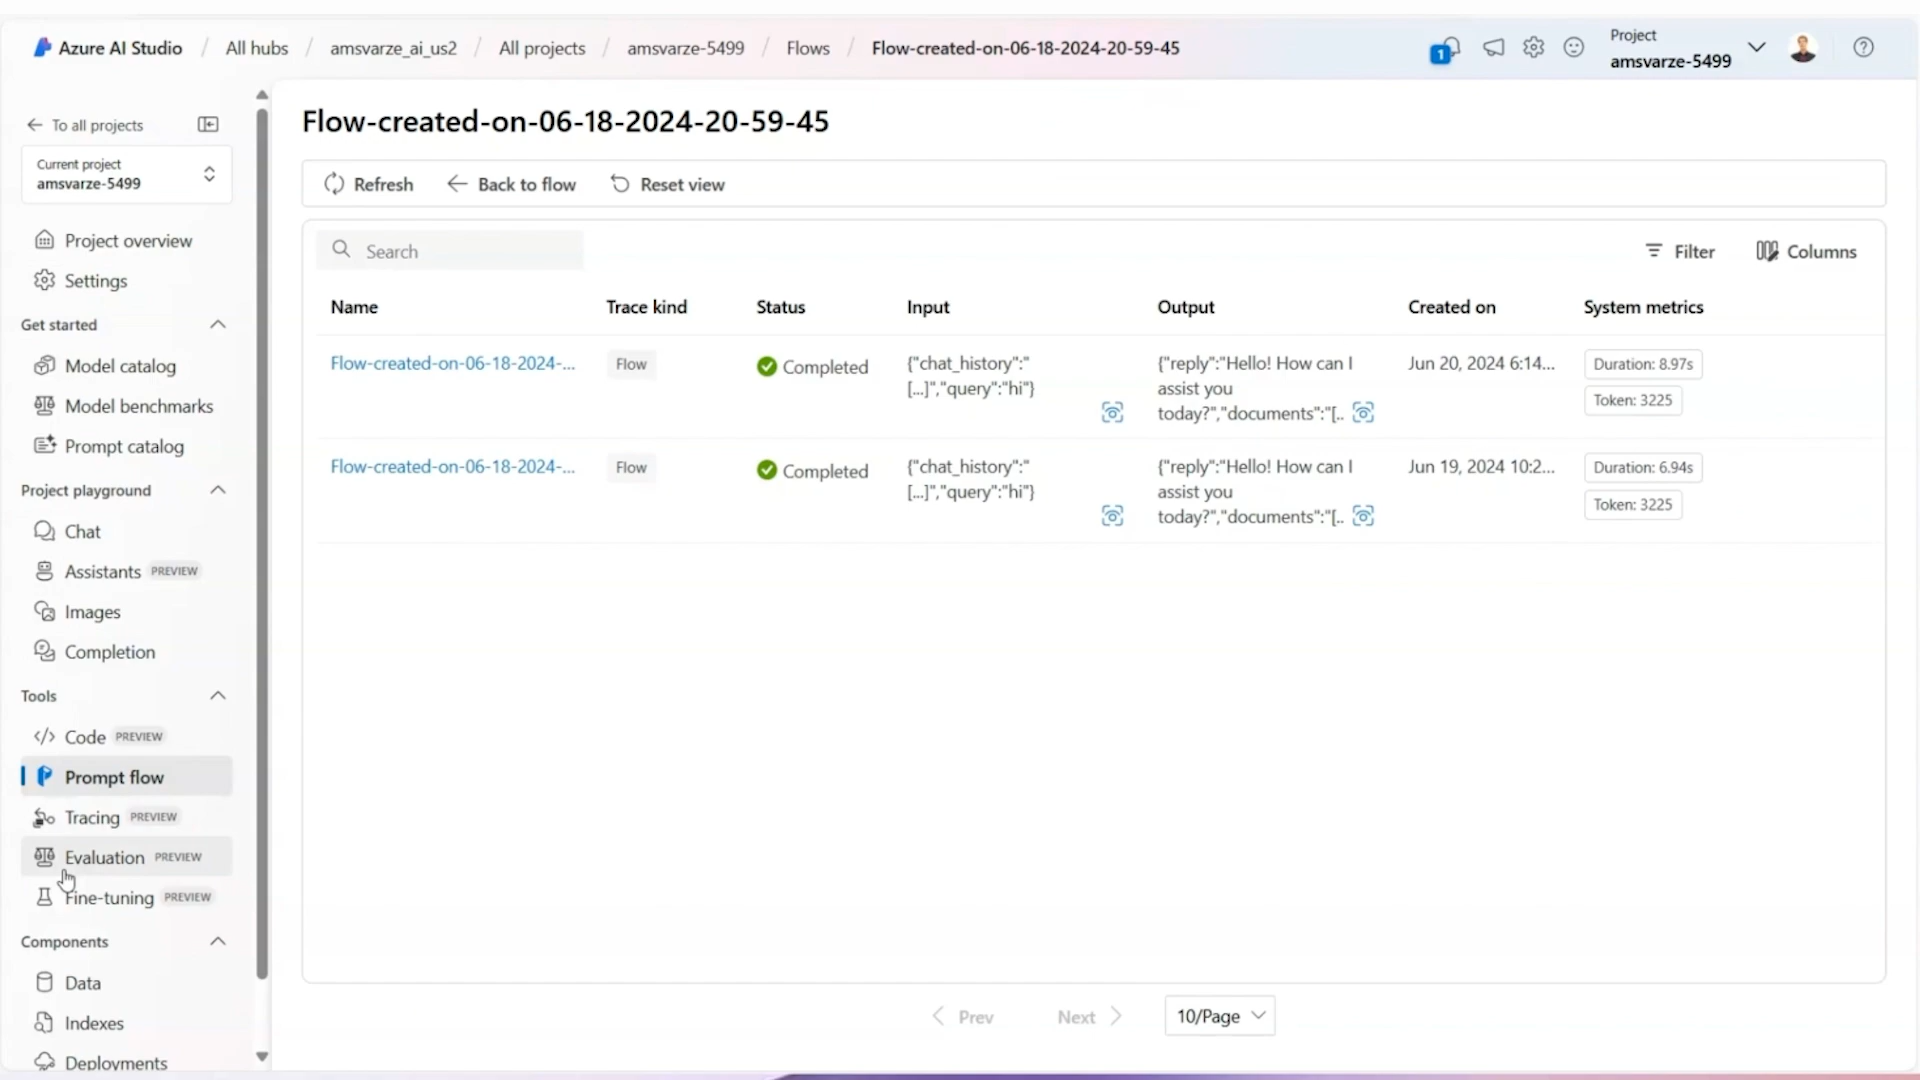 Azure AI Studio / All hubs / amsvarze_ai_us2 / All projects / amsvarze-5499 / Flows / Flow-created-on-06-18-2024-20-59-45
1
Project
amsvarze-5499
To all projects
Current project
amsvarze-5499
Project overview
Settings
Get started
Model catalog
Model benchmarks
Prompt catalog
Project playground
Chat
Assistants PREVIEW
Images
Completion
Tools
Code PREVIEW
Prompt flow
Tracing PREVIEW
Evaluation PREVIEW
Fine-tuning PREVIEW
Components
Data
Indexes
Deployments
Flow-created-on-06-18-2024-20-59-45
Refresh Back to flow Reset view
Search
Filter Columns
Name Trace kind Status Input Output Created on System metrics
Flow-created-on-06-18-2024-... Flow Completed
{"chat_history":"
[...]","query":"hi"}
{"reply":"Hello! How can I
assist you
today?","documents":"[..
Jun 20, 2024 6:14...
Duration: 8.97s
Token: 3225
Flow-created-on-06-18-2024-... Flow Completed
{"chat_history":"
[...]","query":"hi"}
{"reply":"Hello! How can I
assist you
today?","documents":"[..
Jun 19, 2024 10:2...
Duration: 6.94s
Token: 3225
Prev Next 10/Page